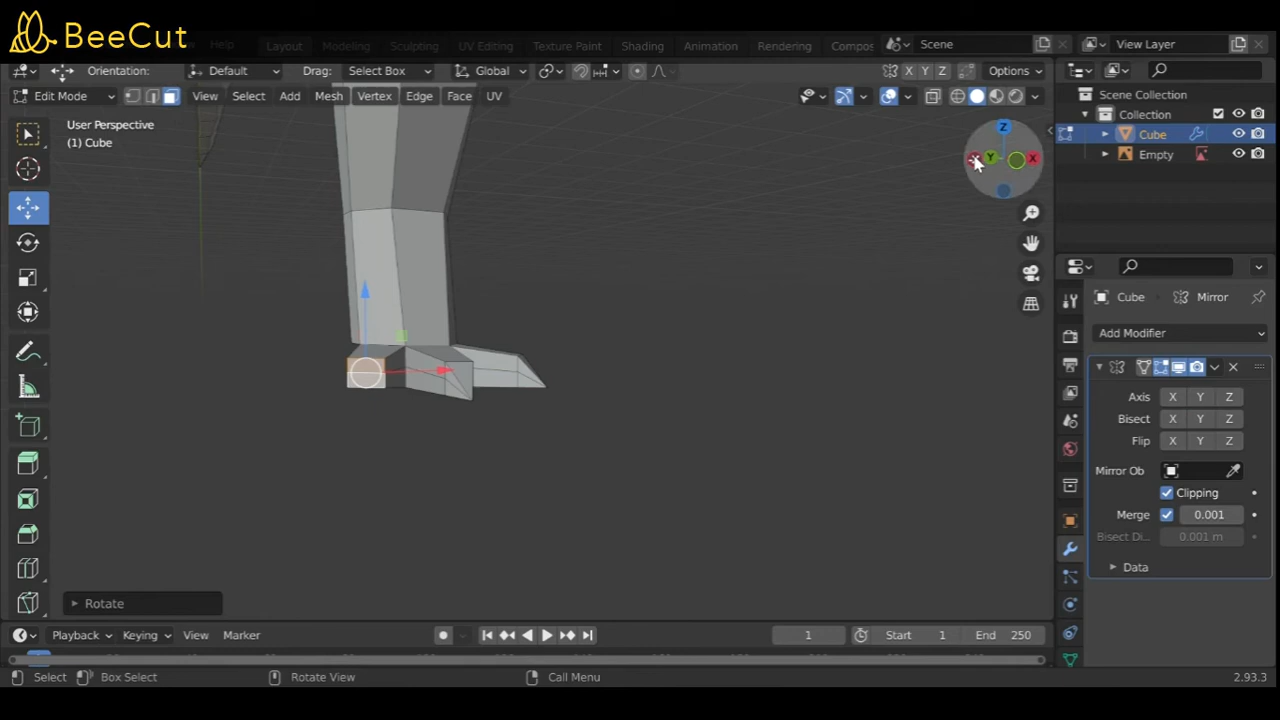 BeeCut
Help Layout Modeling Sculpting UV Editing Texture Paint Shading Animation Rendering Compos Scene View Layer
Orientation: Default Drag: Select Box Global X Y Z Options
Edit Mode View Select Add Mesh Vertex Edge Face UV
User Perspective
(1) Cube
Z
Y X
Scene Collection
Collection
Cube
Empty
Cube Mirror
Add Modifier
Axis X Y Z
Bisect X Y Z
Flip X Y Z
Mirror Ob
Clipping
Merge 0.001
Bisect Di... 0.001 m
Data
Rotate
Playback Keying View Marker 1 Start 1 End 250
Select Box Select Rotate View Call Menu 2.93.3